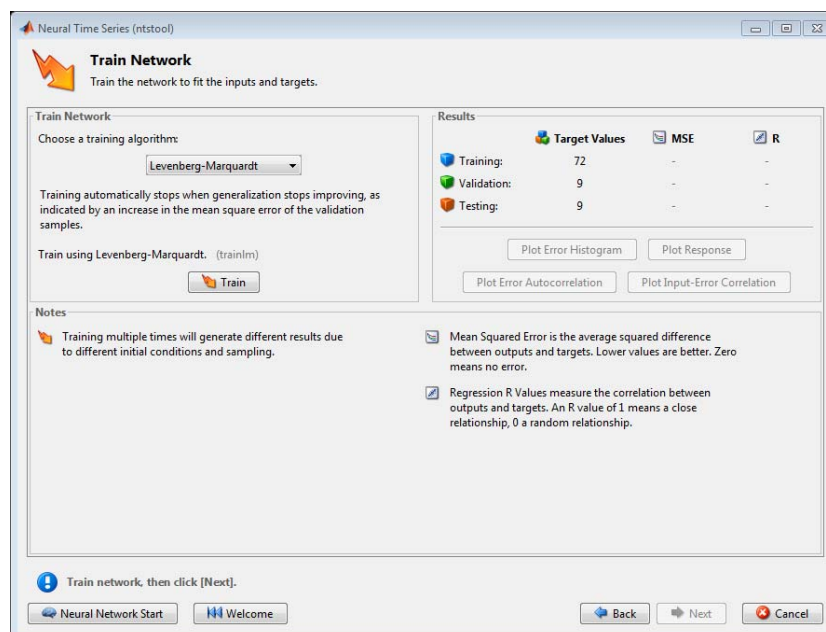 Neural Time Series (ntstool)
Train Network
Train the network to fit the inputs and targets.
Train Network
Choose a training algorithm:
Levenberg-Marquardt
Training automatically stops when generalization stops improving, as
indicated by an increase in the mean square error of the validation
samples.
Train using Levenberg-Marquardt. (trainlm)
Train
Results
Target Values MSE R
Training: 72 - -
Validation: 9 - -
Testing: 9 - -
Plot Error Histogram Plot Response
Plot Error Autocorrelation Plot Input-Error Correlation
Notes
Training multiple times will generate different results due
to different initial conditions and sampling.
Mean Squared Error is the average squared difference
between outputs and targets. Lower values are better. Zero
means no error.
Regression R Values measure the correlation between
outputs and targets. An R value of 1 means a close
relationship, 0 a random relationship.
Train network, then click [Next].
Neural Network Start Welcome Back Next Cancel